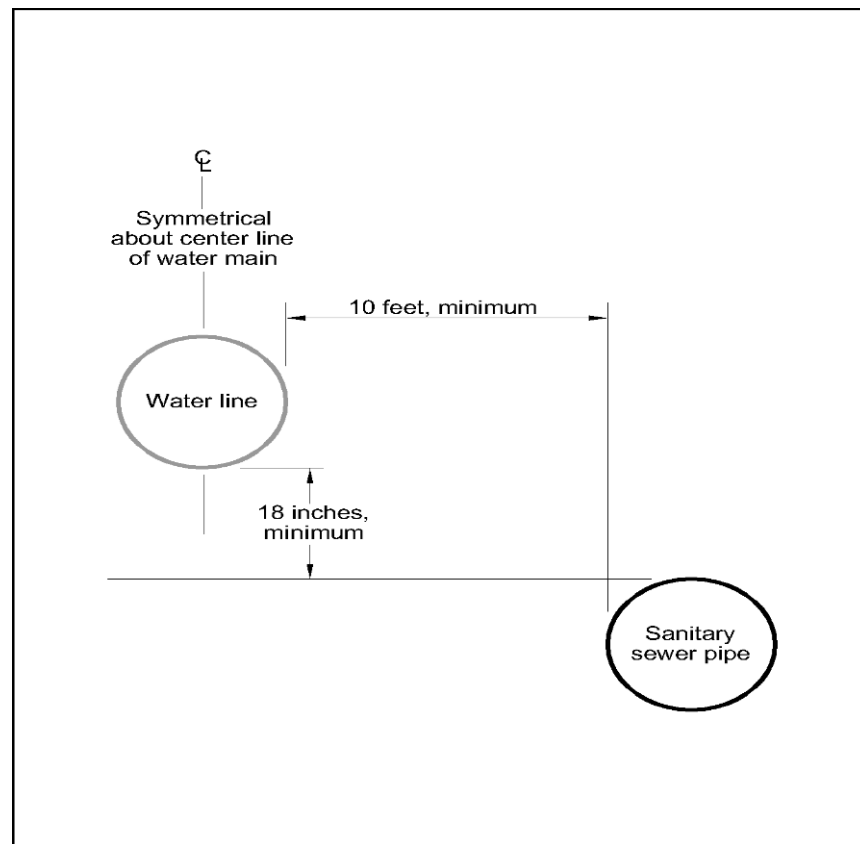 ℄
Symmetrical
about center line
of water main
10 feet, minimum
Water line
18 inches,
minimum
Sanitary
sewer pipe